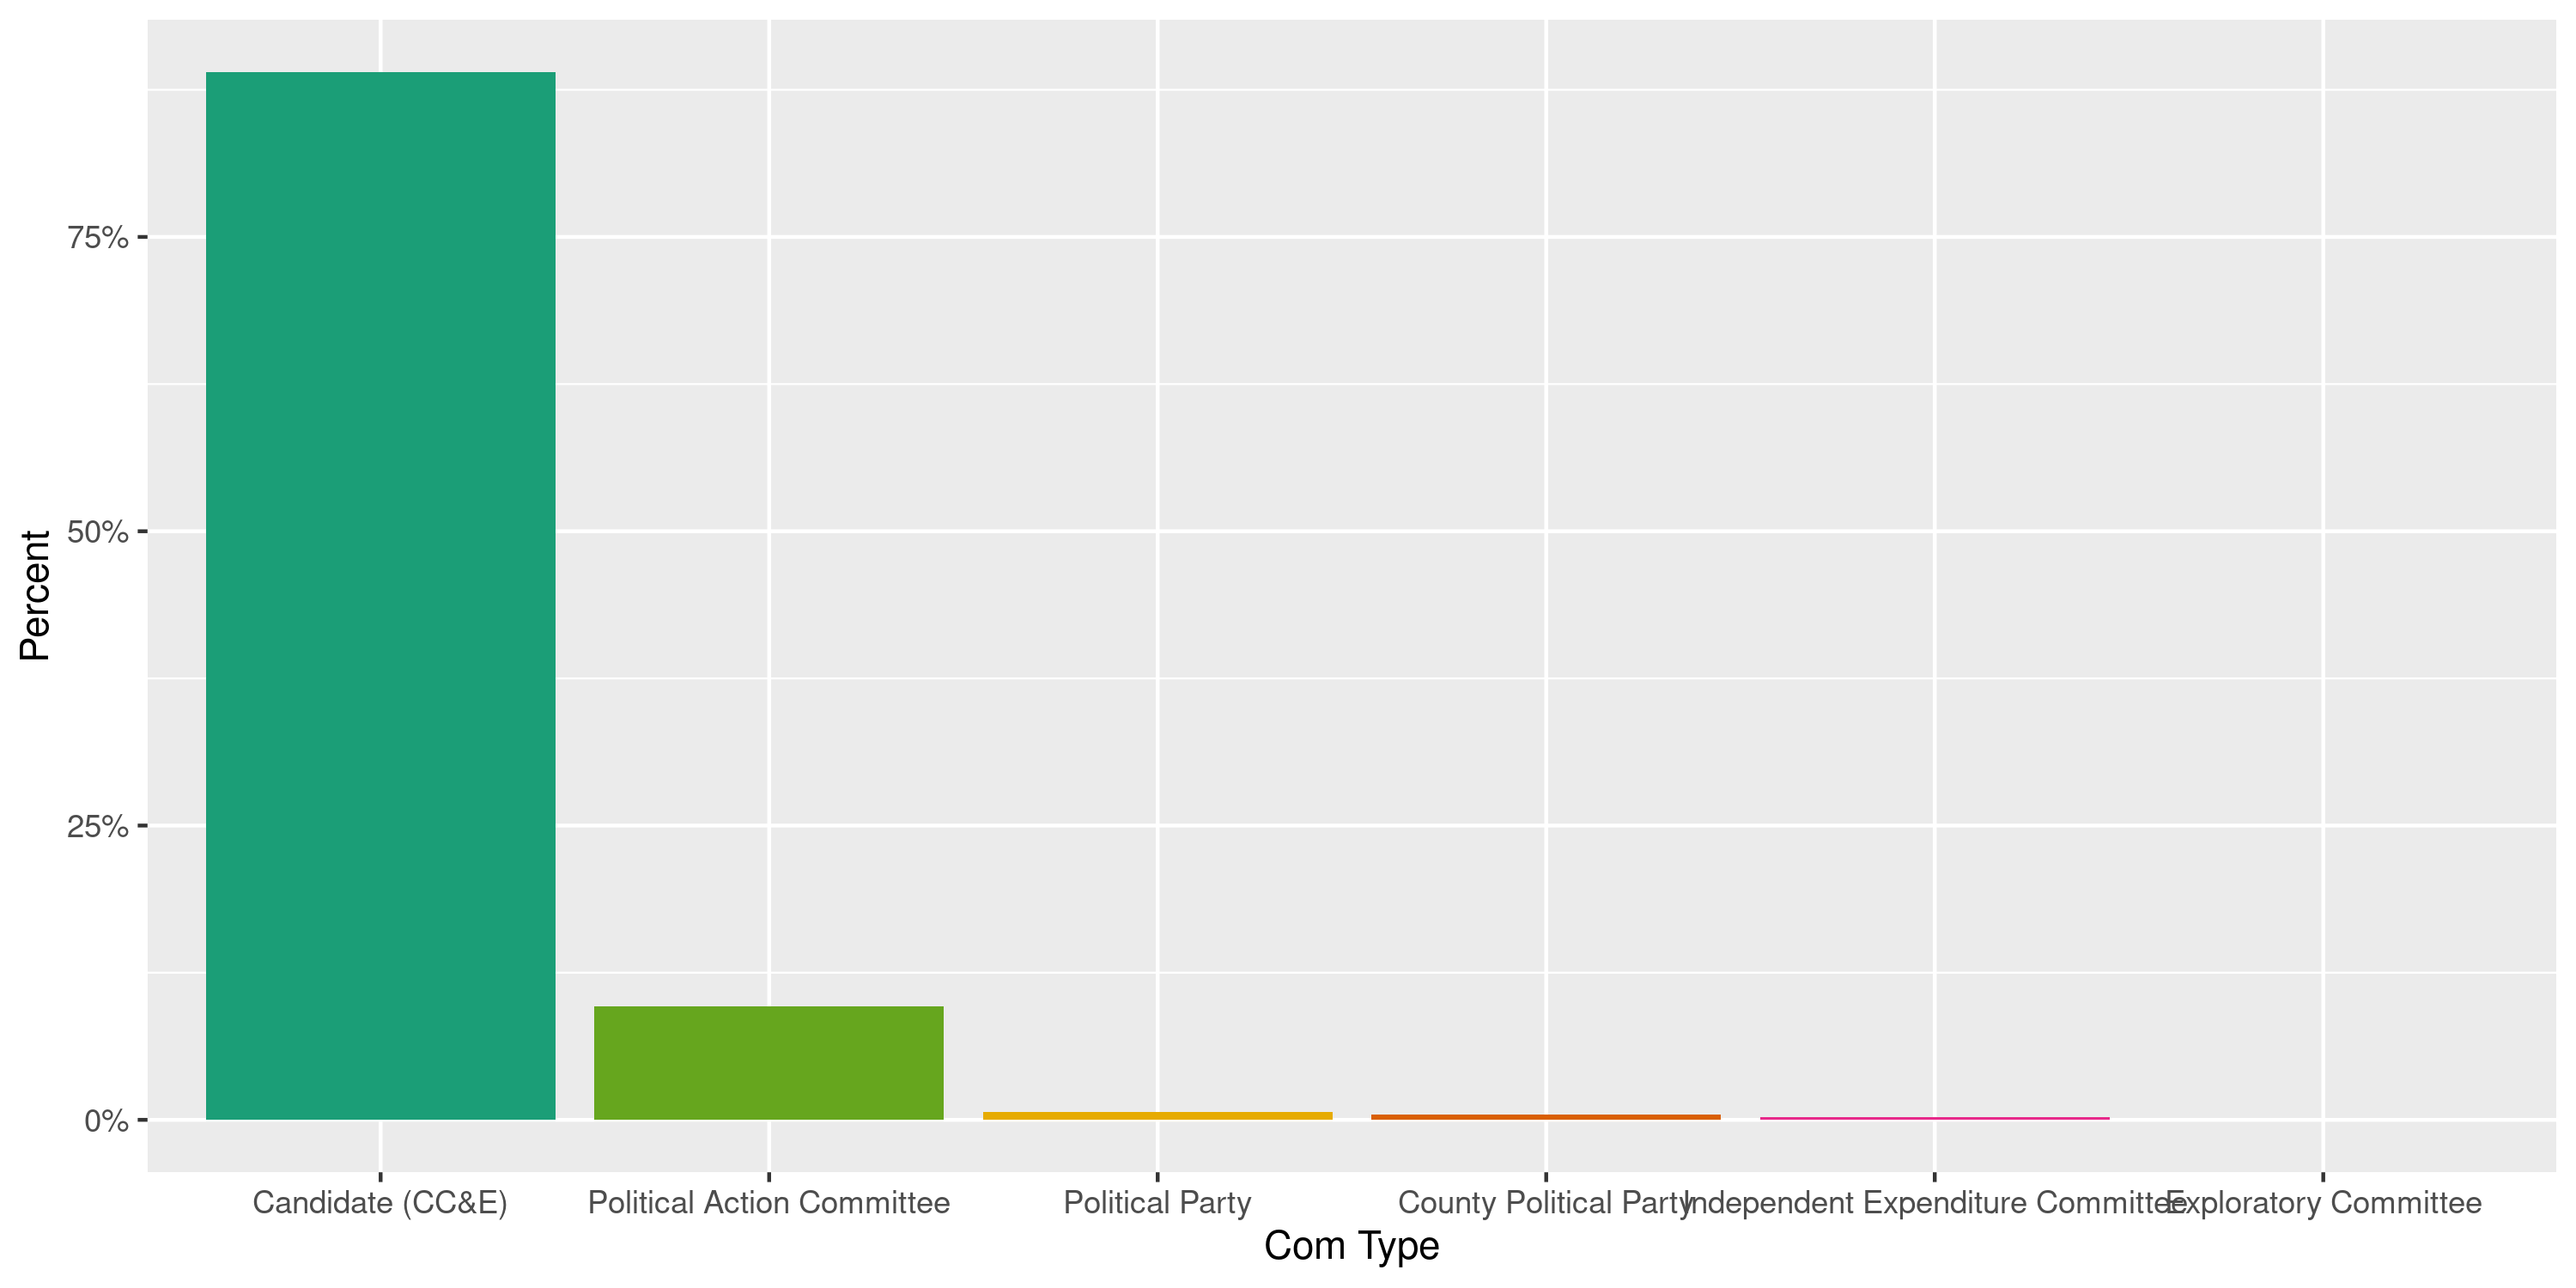 Percent
75%
50%
25%
0%
Candidate (CC&E)
Political Action Committee
Political Party
County Political Party
Independent Expenditure Committee
Exploratory Committee
Com Type